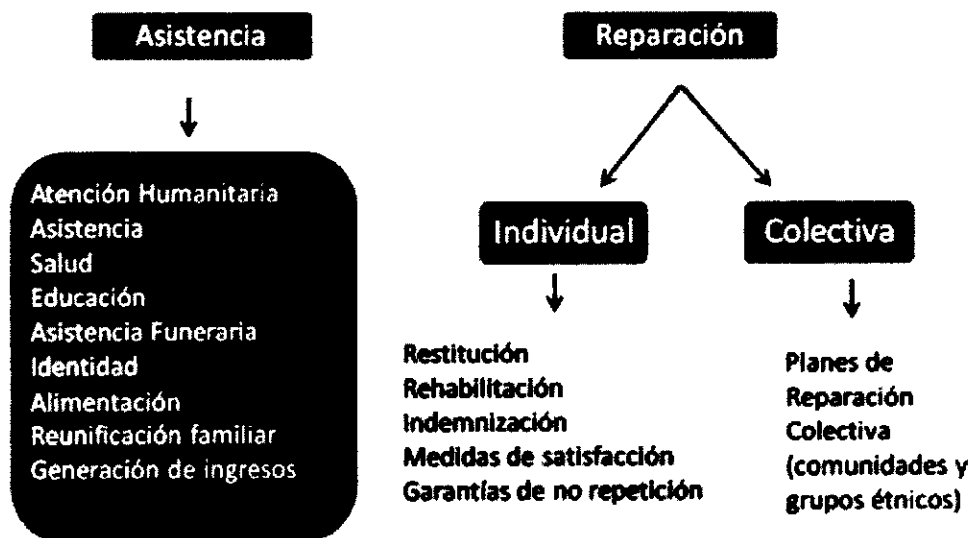 Asistencia
Atención Humanitaria
Asistencia
Salud
Educación
Asistencia Funeraria
Identidad
Alimentación
Reunificación familiar
Generación de ingresos
Reparación
Individual
Restitución
Rehabilitación
Indemnización
Medidas de satisfacción
Garantías de no repetición
Colectiva
Planes de
Reparación
Colectiva
(comunidades y
grupos étnicos)